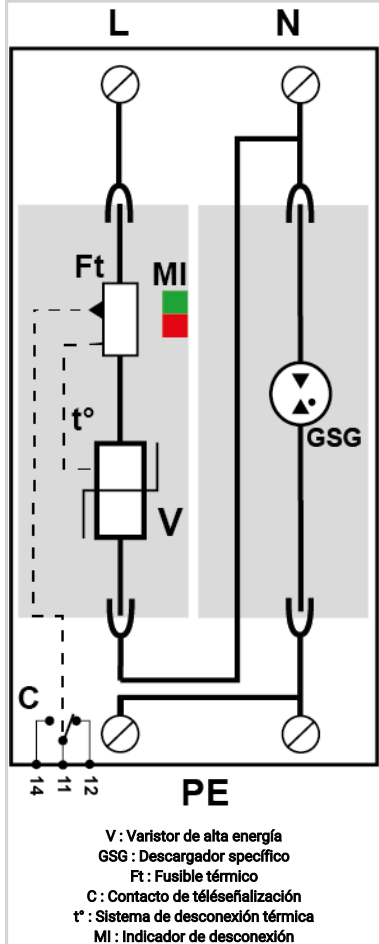 L N
Ft MI
t°
GSG
V
C
14 11 12
PE
V : Varistor de alta energía
GSG : Descargador specífico
Ft : Fusible térmico
C : Contacto de téléseñalización
t° : Sistema de desconexión térmica
MI : Indicador de desconexión